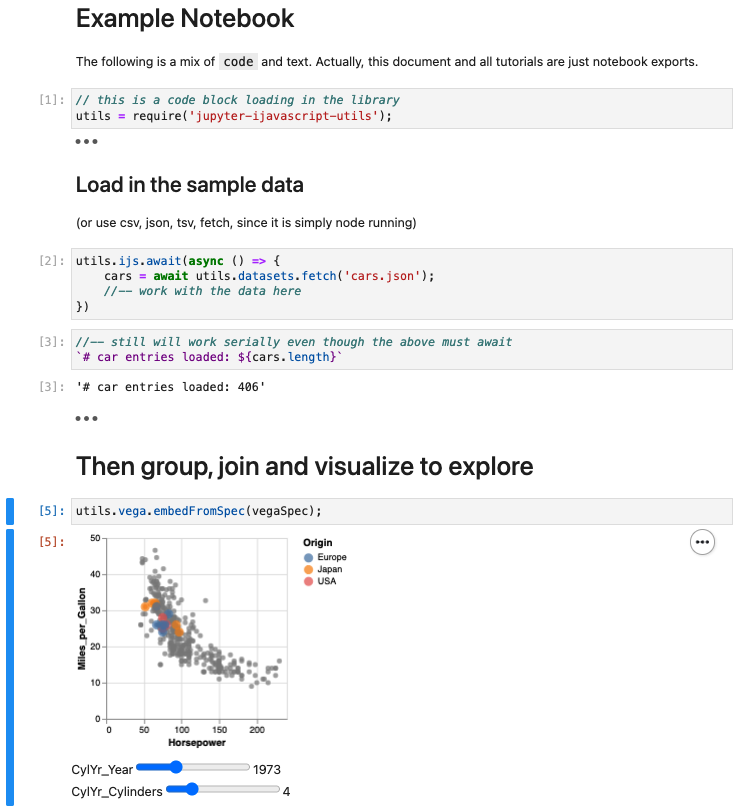 Example Notebook
The following is a mix of code and text. Actually, this document and all tutorials are just notebook exports.
[1]: // this is a code block loading in the library
utils = require('jupyter-ijavascript-utils');
Load in the sample data
(or use csv, json, tsv, fetch, since it is simply node running)
[2]: utils.ijs.await(async () => {
cars = await utils.datasets.fetch('cars.json');
//-- work with the data here
})
[3]: //-- still will work serially even though the above must await
`# car entries loaded: ${cars.length}`
[3]: '# car entries loaded: 406'
Then group, join and visualize to explore
[5]: utils.vega.embedFromSpec(vegaSpec);
[5]:
50
40
30
20
10
0
Miles_per_Gallon
0 50 100 150 200
Horsepower
Origin
Europe
Japan
USA
CylYr_Year 1973
CylYr_Cylinders 4